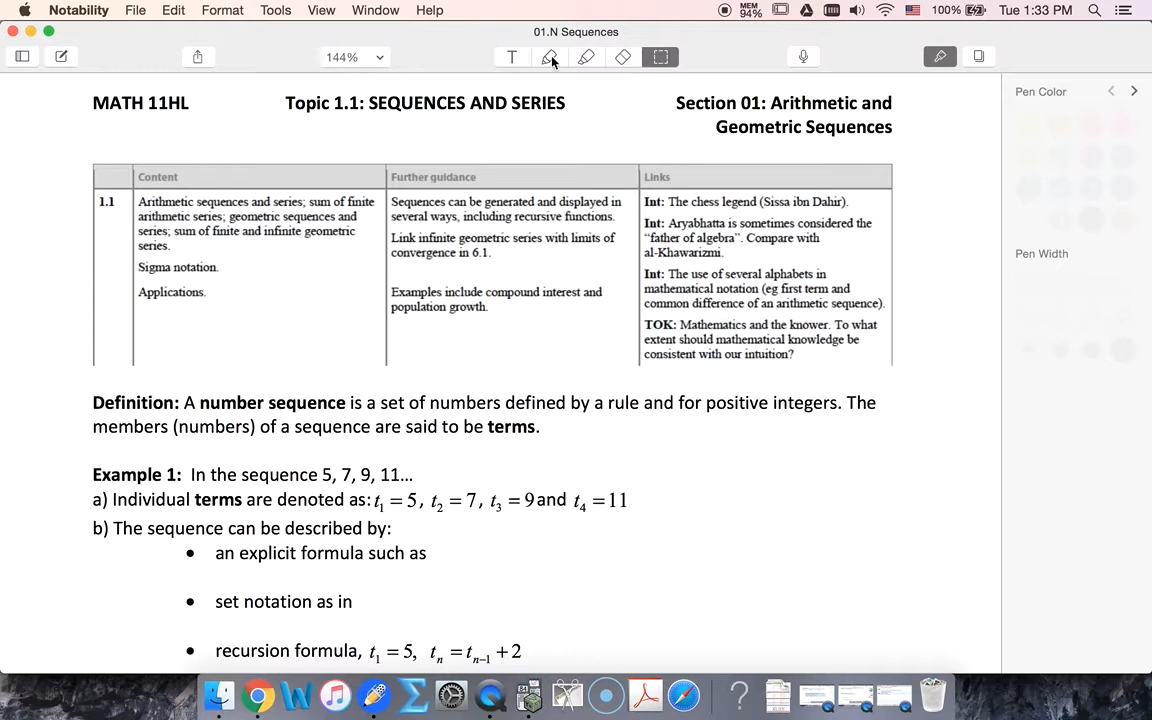 Notability File Edit Format Tools View Window Help MEM 94% 100% Tue 1:33 PM
01.N Sequences
144% T
MATH 11HL Topic 1.1: SEQUENCES AND SERIES Section 01: Arithmetic and
Geometric Sequences
Content Further guidance Links
1.1
Arithmetic sequences and series; sum of finite
arithmetic series; geometric sequences and
series; sum of finite and infinite geometric
series.
Sigma notation.
Applications.
Sequences can be generated and displayed in
several ways, including recursive functions.
Link infinite geometric series with limits of
convergence in 6.1.
Examples include compound interest and
population growth.
Int: The chess legend (Sissa ibn Dahir).
Int: Aryabhatta is sometimes considered the
“father of algebra”. Compare with
al-Khawarizmi.
Int: The use of several alphabets in
mathematical notation (eg first term and
common difference of an arithmetic sequence).
TOK: Mathematics and the knower. To what
extent should mathematical knowledge be
consistent with our intuition?
Definition: A number sequence is a set of numbers defined by a rule and for positive integers. The
members (numbers) of a sequence are said to be terms.
Example 1: In the sequence 5, 7, 9, 11...
a) Individual terms are denoted as: t₁ = 5, t₂ = 7, t₃ = 9 and t₄ = 11
b) The sequence can be described by:
• an explicit formula such as
• set notation as in
• recursion formula, t₁ = 5, tₙ = tₙ₋₁ + 2
Pen Color
Pen Width